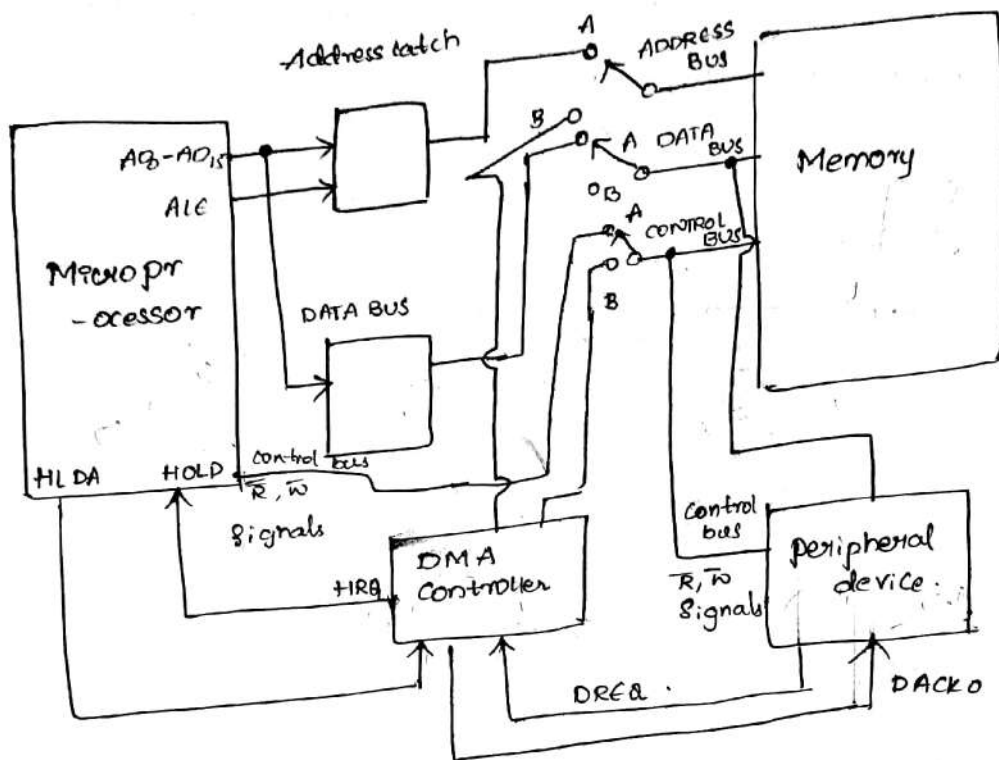 Address Latch
A
ADDRESS
BUS
B
A
DATA
BUS
Memory
AD0-AD15
ALE
B
A
CONTROL
BUS
Micropr
-ocessor
DATA BUS
B
HLDA
HOLD
Control bus
R̅, W̅
Signals
DMA
Controller
HRQ
Control
bus
R̅, W̅
Signals
Peripheral
device.
DREQ.
DACK0